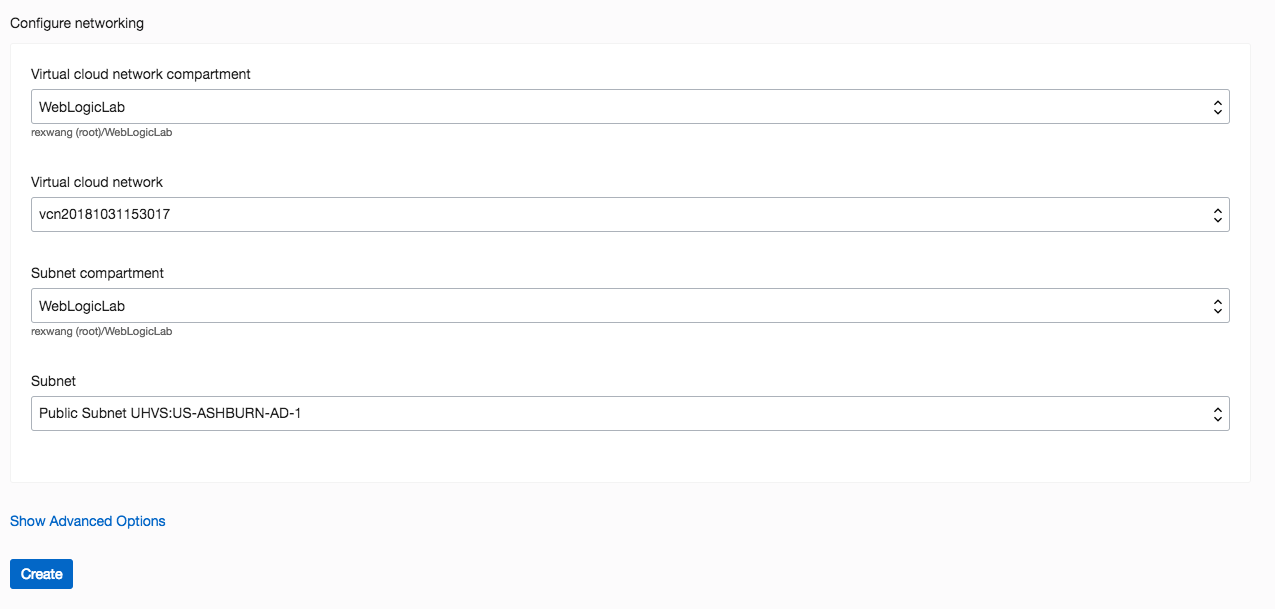 Configure networking
Virtual cloud network compartment
WebLogicLab
rexwang (root)/WebLogicLab
Virtual cloud network
vcn20181031153017
Subnet compartment
WebLogicLab
rexwang (root)/WebLogicLab
Subnet
Public Subnet UHVS:US-ASHBURN-AD-1
Show Advanced Options
Create